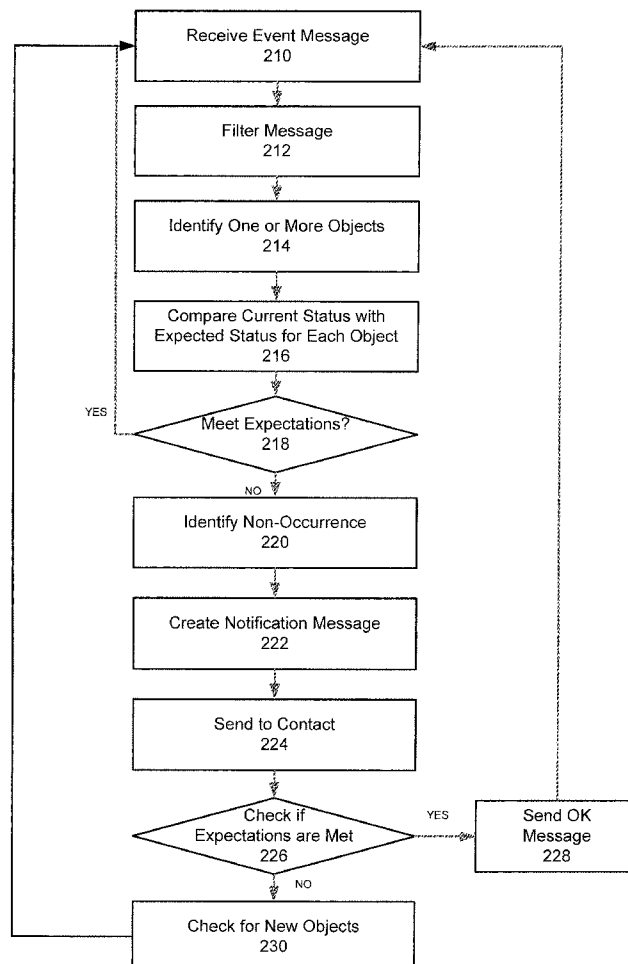 Receive Event Message
210
Filter Message
212
Identify One or More Objects
214
Compare Current Status with
Expected Status for Each Object
216
YES
Meet Expectations?
218
NO
Identify Non-Occurrence
220
Create Notification Message
222
Send to Contact
224
Check if
Expectations are Met
226
YES
Send OK
Message
228
NO
Check for New Objects
230